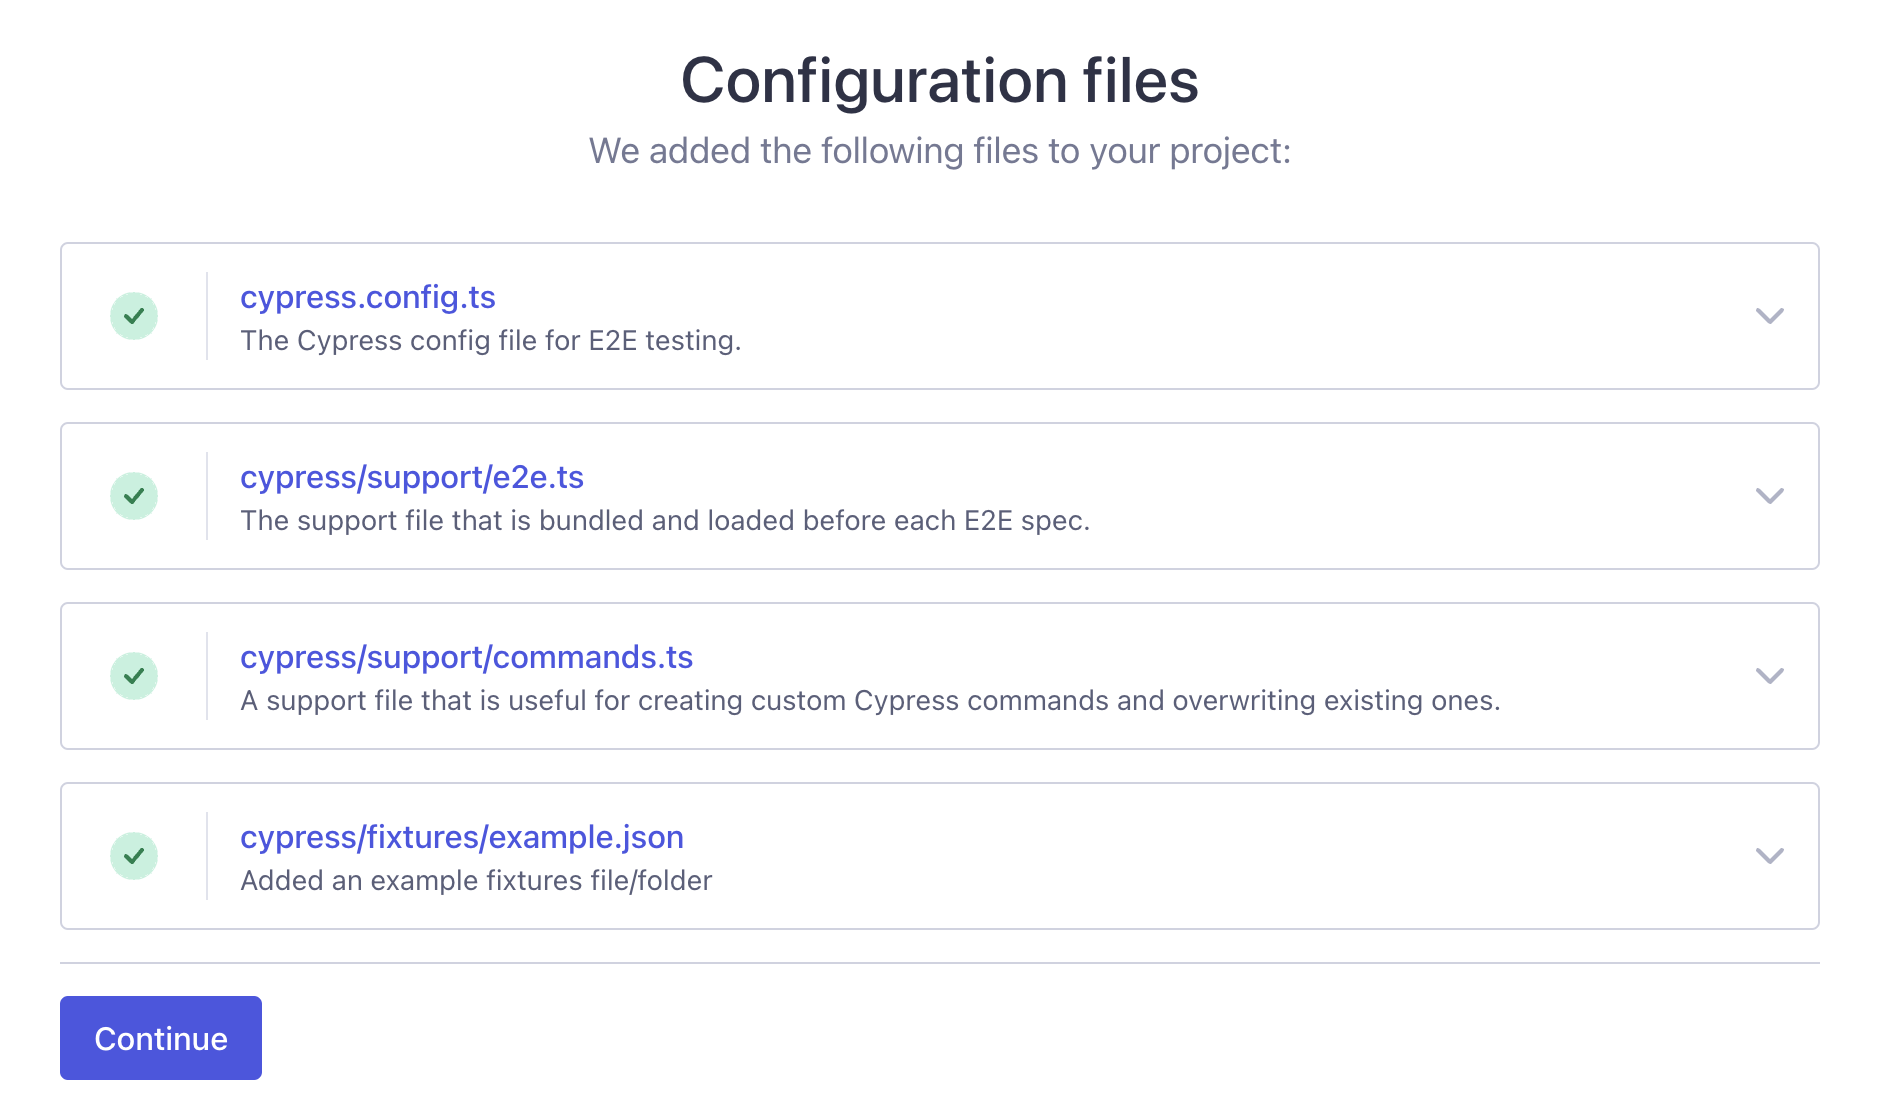 Configuration files
We added the following files to your project:
cypress.config.ts
The Cypress config file for E2E testing.
cypress/support/e2e.ts
The support file that is bundled and loaded before each E2E spec.
cypress/support/commands.ts
A support file that is useful for creating custom Cypress commands and overwriting existing ones.
cypress/fixtures/example.json
Added an example fixtures file/folder
Continue